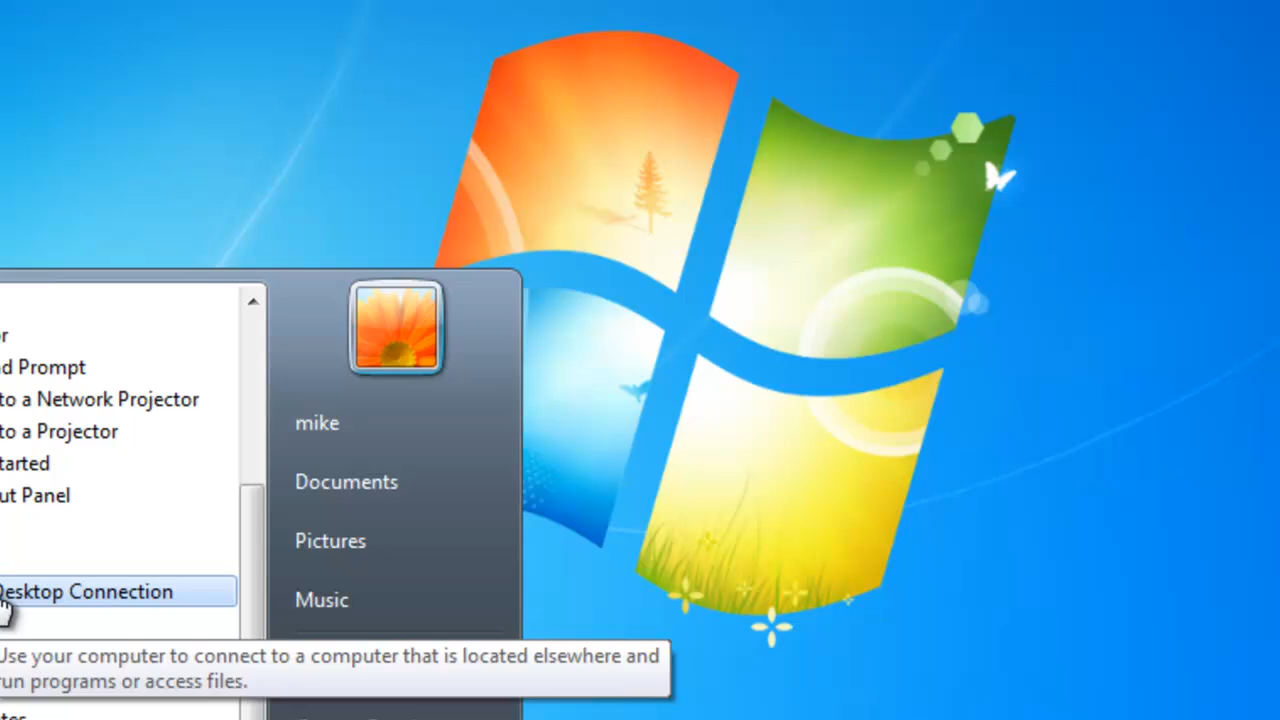 d Prompt
to a Network Projector
to a Projector
tarted
ut Panel
Desktop Connection
Use your computer to connect to a computer that is located elsewhere and
run programs or access files.
mike
Documents
Pictures
Music